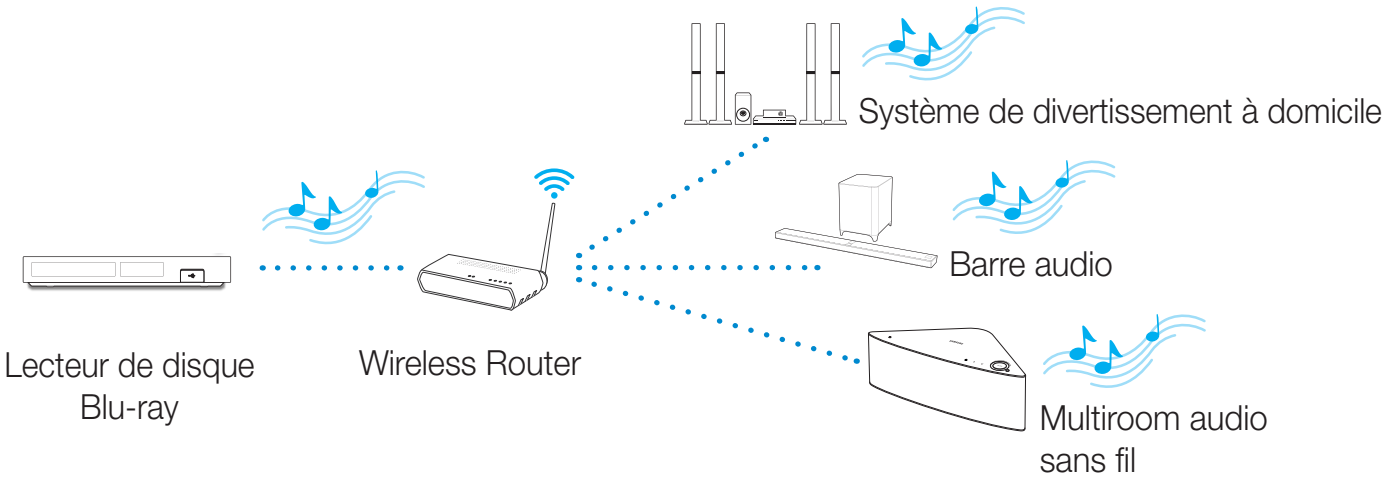 Système de divertissement à domicile
Barre audio
Lecteur de disque
Blu-ray
Wireless Router
Multiroom audio
sans fil